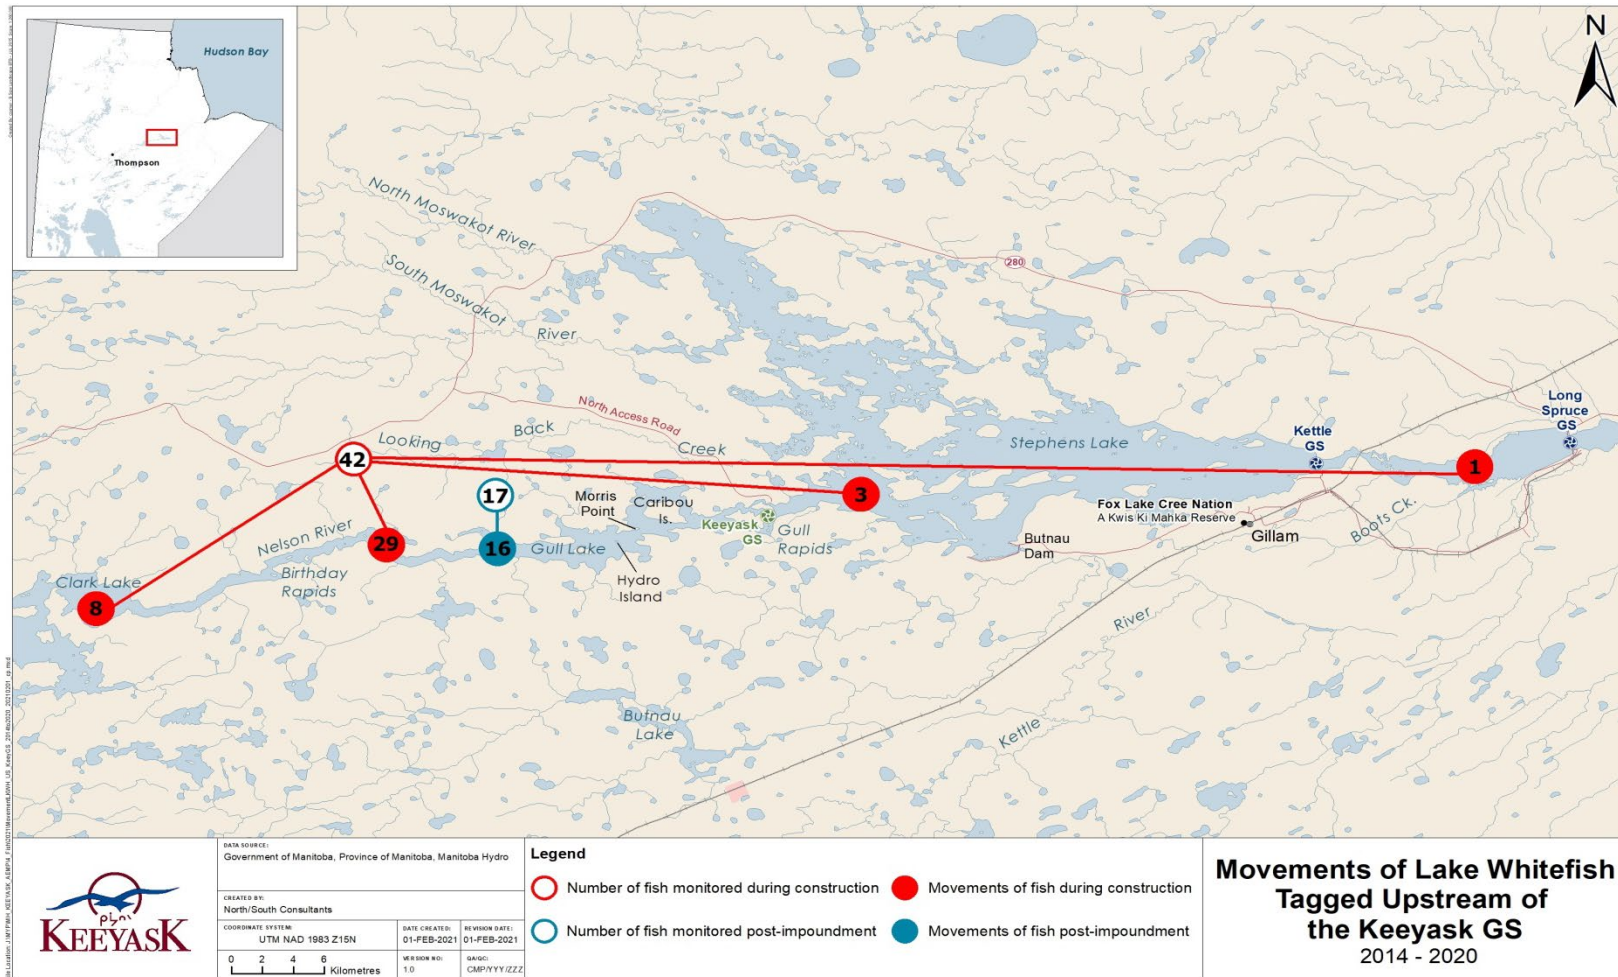 Hudson Bay
Thompson
N
North Moswakot River
South Moswakot
River
280
North Access Road
Looking
Back
Creek
Stephens Lake
Kettle
GS
Long
Spruce
GS
42
17
3
1
Morris
Point
Caribou
Is.
Keeyask
GS
Gull
Rapids
Fox Lake Cree Nation
A Kwis Ki Mahka Reserve
Gillam
Boots Ck.
Butnau
Dam
Nelson River
29
16
Gull Lake
Hydro
Island
Clark Lake
Birthday
Rapids
8
River
Kettle
Butnau
Lake
KEEYASK
DATA SOURCE:
Government of Manitoba, Province of Manitoba, Manitoba Hydro
CREATED BY:
North/South Consultants
COORDINATE SYSTEM:
UTM NAD 1983 Z15N
DATE CREATED:
01-FEB-2021
REVISION DATE:
01-FEB-2021
0 2 4 6
Kilometres
VERSION NO:
1.0
QA/QC:
CMP/YYY/ZZZ
Legend
Number of fish monitored during construction
Movements of fish during construction
Number of fish monitored post-impoundment
Movements of fish post-impoundment
Movements of Lake Whitefish
Tagged Upstream of
the Keeyask GS
2014 - 2020